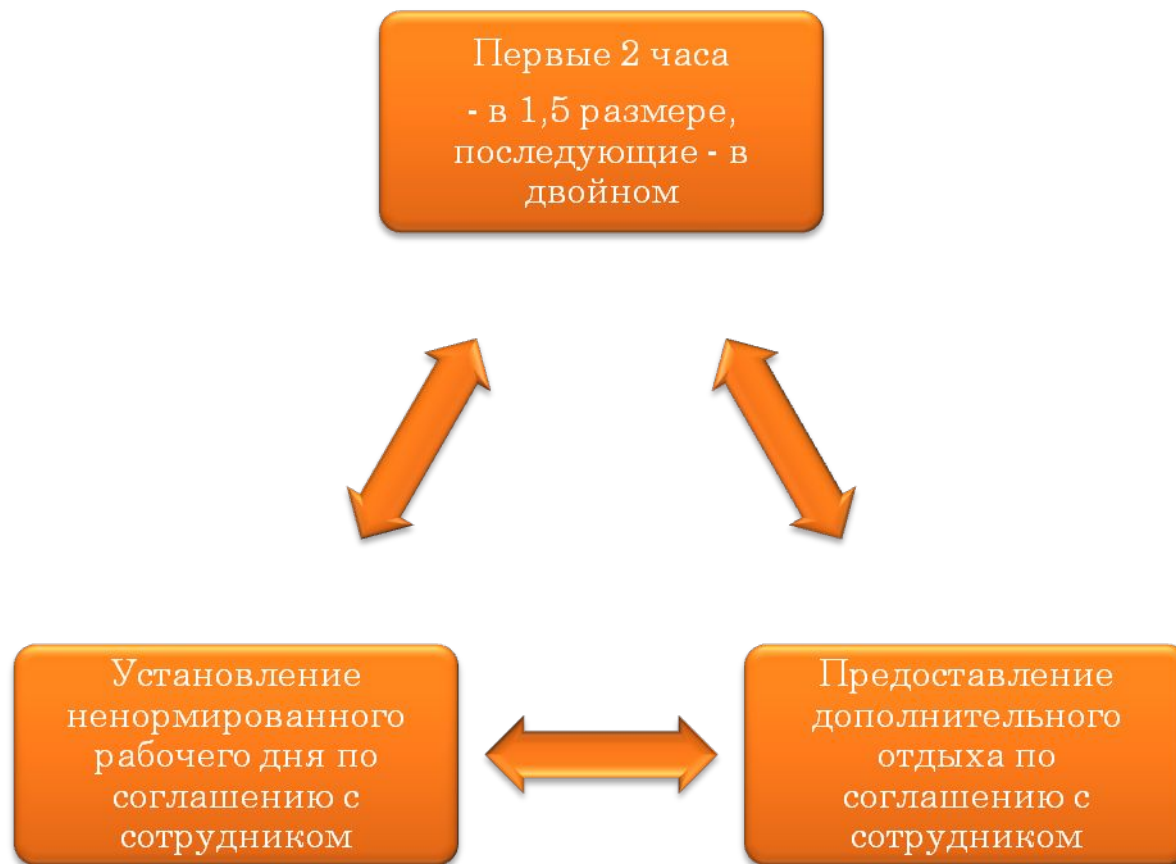 Первые 2 часа
- в 1,5 размере,
последующие - в
двойном
Установление
ненормированного
рабочего дня по
соглашению с
сотрудником
Предоставление
дополнительного
отдыха по
соглашению с
сотрудником